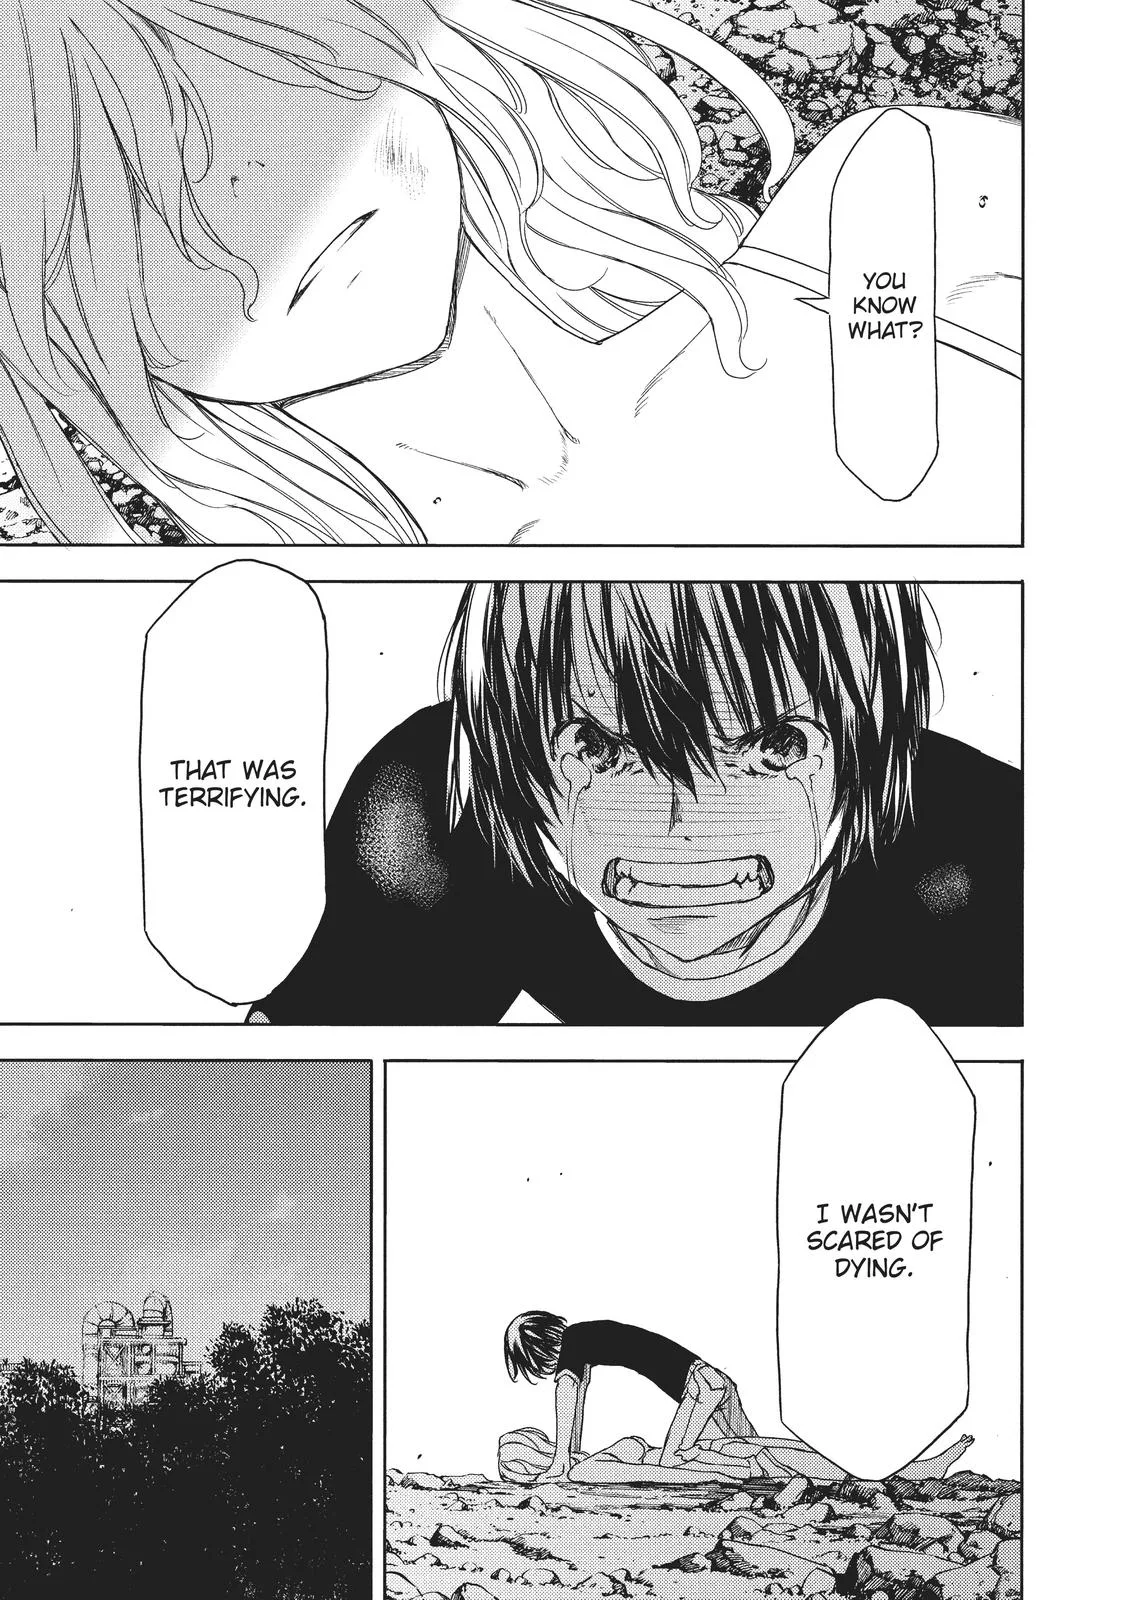 YOU
KNOW
WHAT?
THAT WAS
TERRIFYING.
I WASN'T
SCARED OF
DYING.